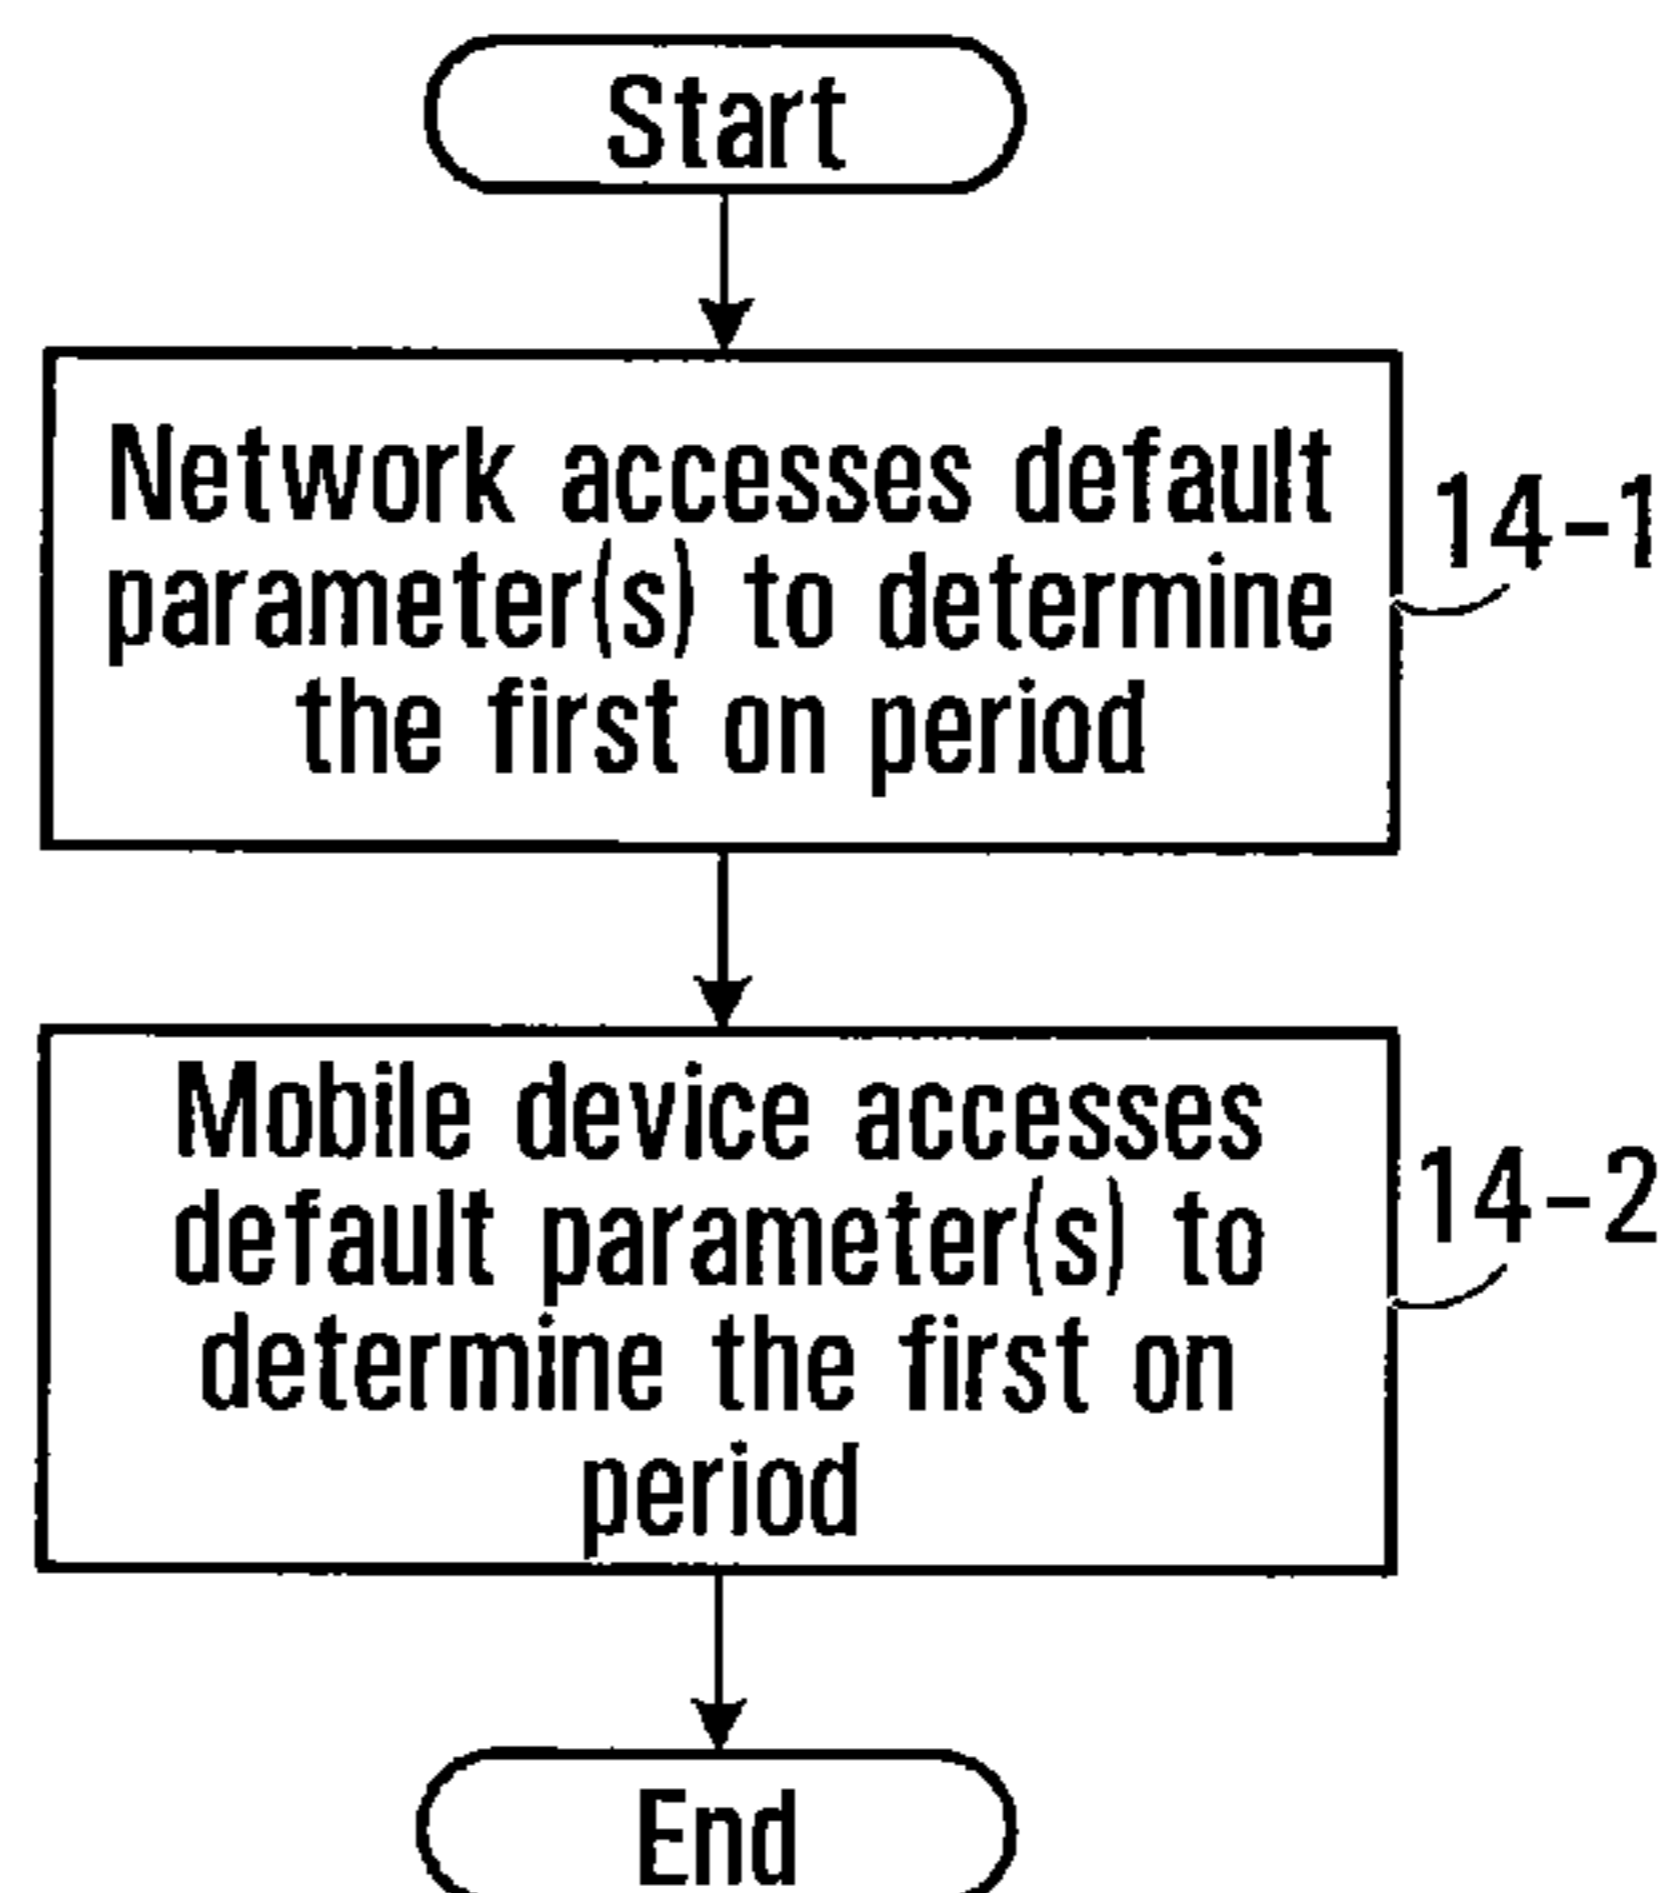 Start
Network accesses default
parameter(s) to determine
the first on period
14-1
Mobile device accesses
default parameter(s) to
determine the first on
period
14-2
End